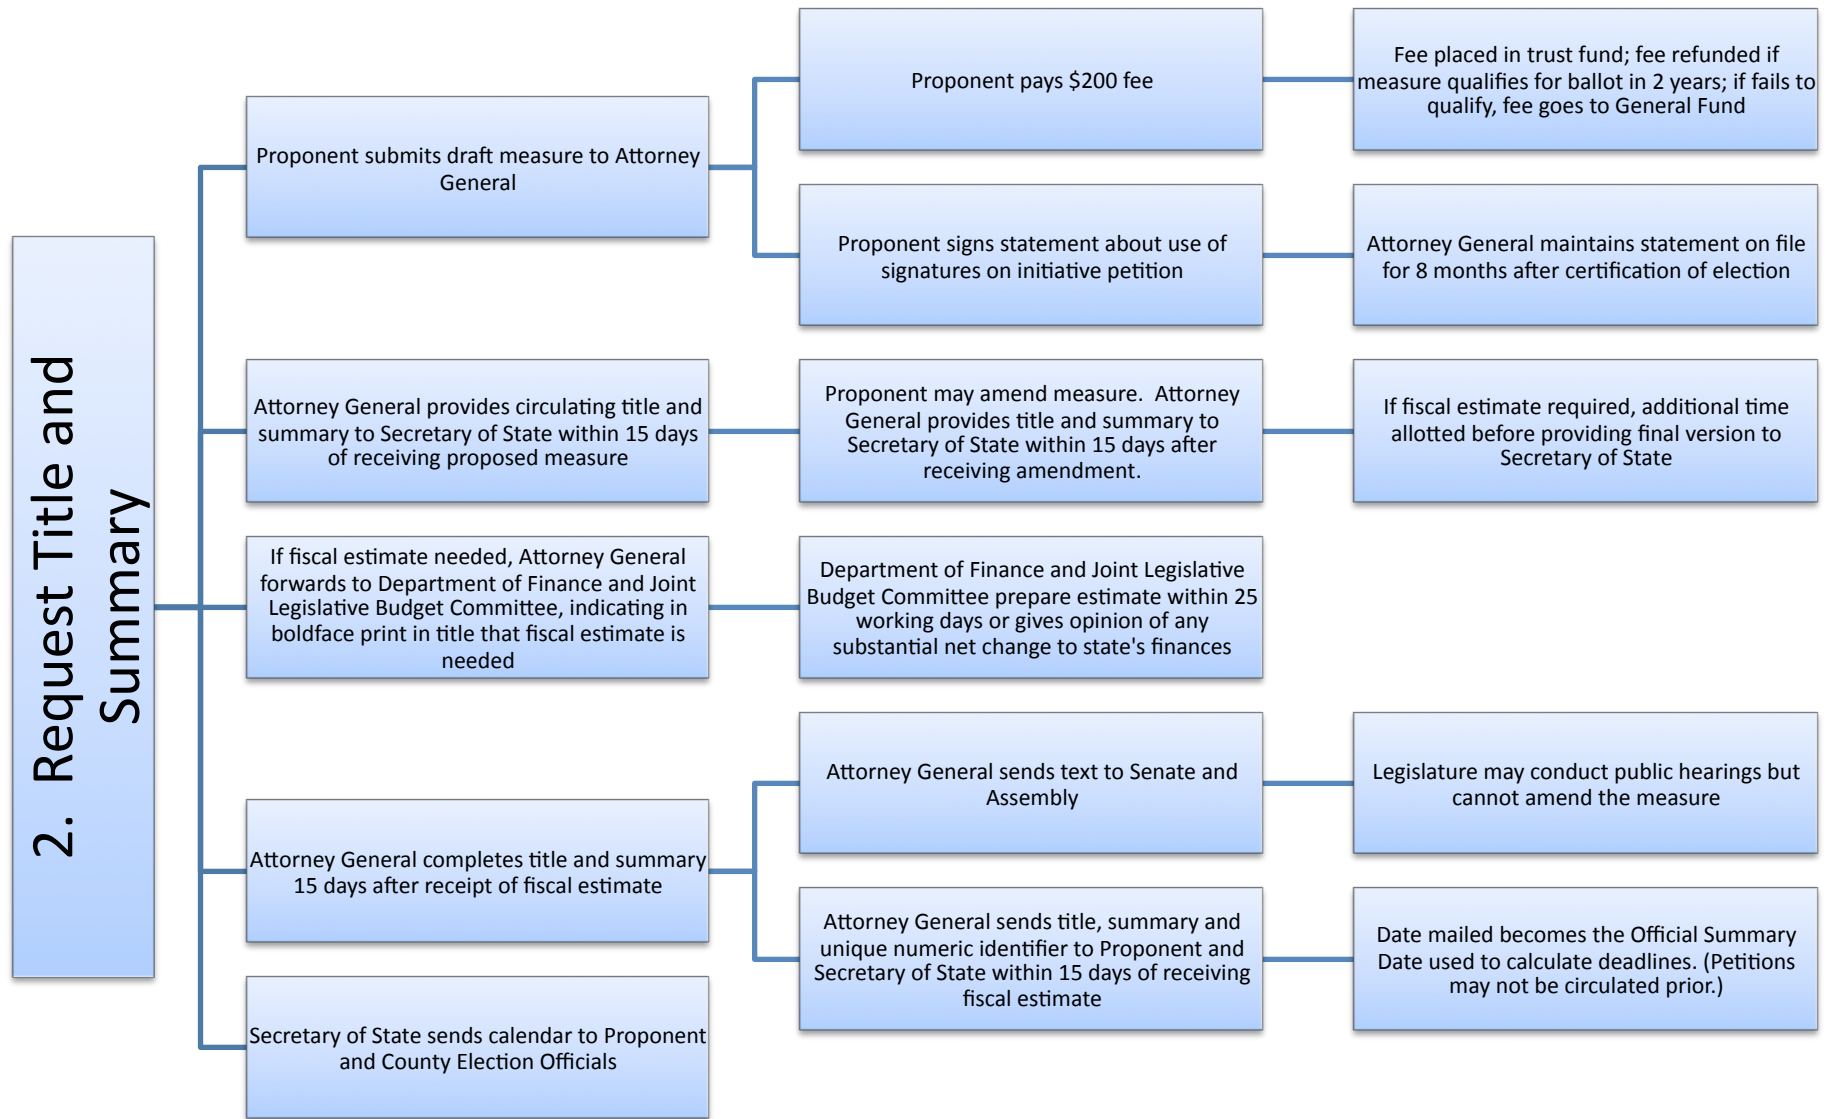 2. Request Title and
Summary
Proponent submits draft measure to Attorney
General
Proponent pays $200 fee
Fee placed in trust fund; fee refunded if
measure qualifies for ballot in 2 years; if fails to
qualify, fee goes to General Fund
Proponent signs statement about use of
signatures on initiative petition
Attorney General maintains statement on file
for 8 months after certification of election
Attorney General provides circulating title and
summary to Secretary of State within 15 days
of receiving proposed measure
Proponent may amend measure.  Attorney
General provides title and summary to
Secretary of State within 15 days after
receiving amendment.
If fiscal estimate required, additional time
allotted before providing final version to
Secretary of State
If fiscal estimate needed, Attorney General
forwards to Department of Finance and Joint
Legislative Budget Committee, indicating in
boldface print in title that fiscal estimate is
needed
Department of Finance and Joint Legislative
Budget Committee prepare estimate within 25
working days or gives opinion of any
substantial net change to state's finances
Attorney General completes title and summary
15 days after receipt of fiscal estimate
Attorney General sends text to Senate and
Assembly
Legislature may conduct public hearings but
cannot amend the measure
Attorney General sends title, summary and
unique numeric identifier to Proponent and
Secretary of State within 15 days of receiving
fiscal estimate
Date mailed becomes the Official Summary
Date used to calculate deadlines. (Petitions
may not be circulated prior.)
Secretary of State sends calendar to Proponent
and County Election Officials